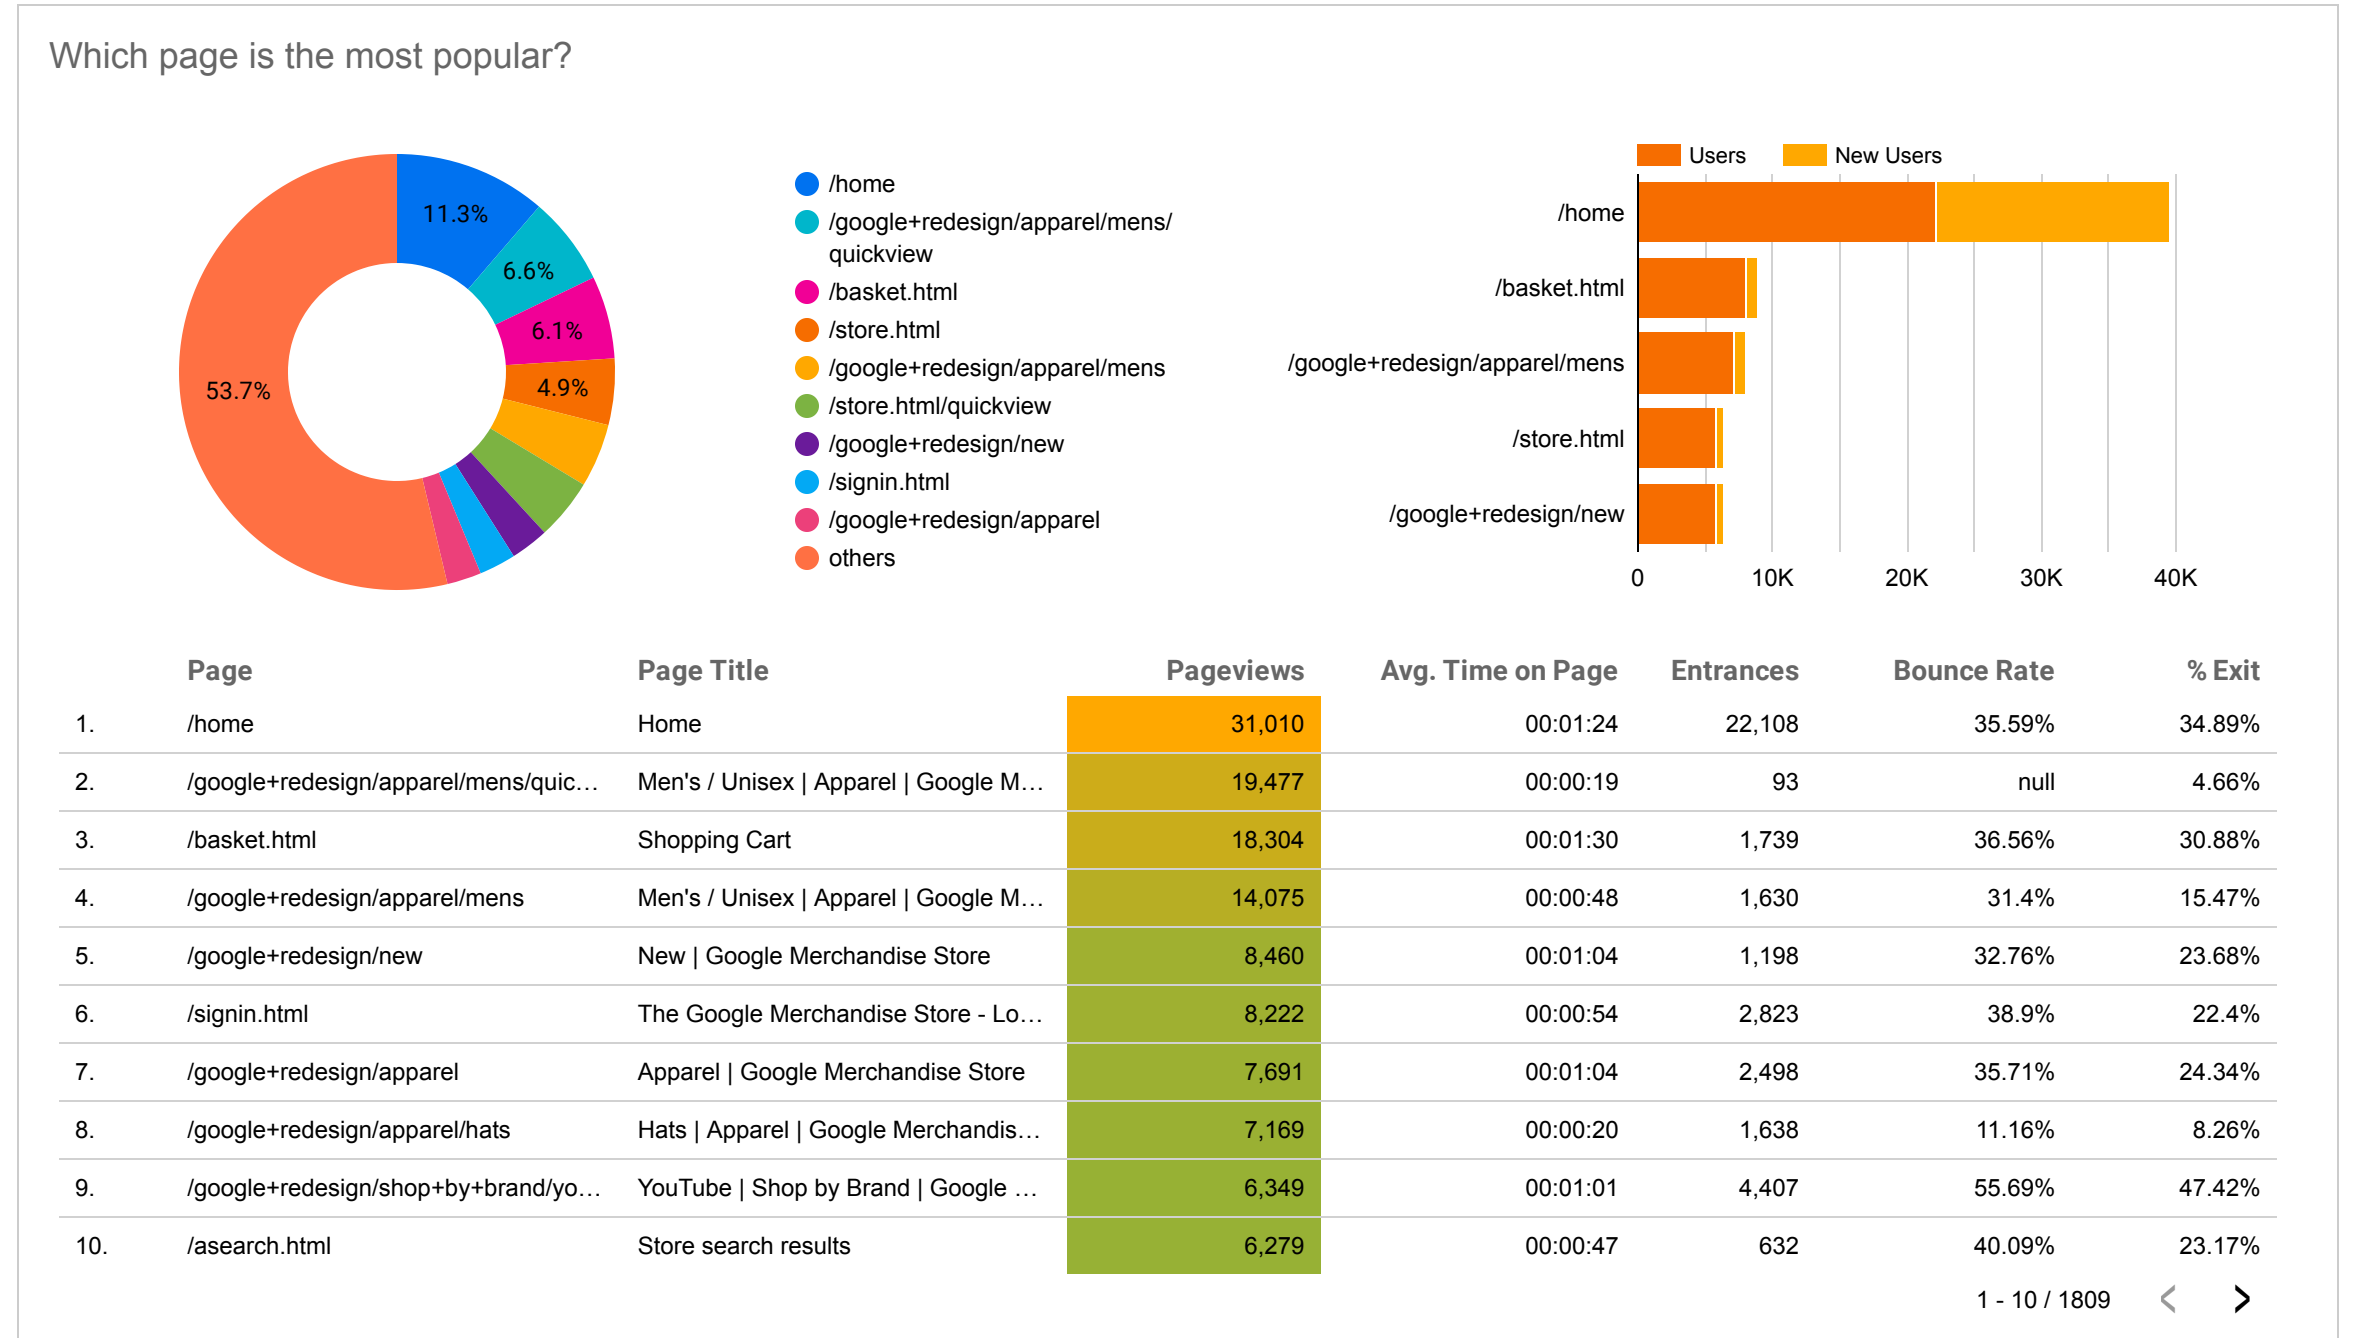 Which page is the most popular?
11.3%
6.6%
6.1%
4.9%
53.7%
/home
/google+redesign/apparel/mens/
quickview
/basket.html
/store.html
/google+redesign/apparel/mens
/store.html/quickview
/google+redesign/new
/signin.html
/google+redesign/apparel
others
Users New Users
/home
/basket.html
/google+redesign/apparel/mens
/store.html
/google+redesign/new
0 10K 20K 30K 40K
Page Page Title Pageviews Avg. Time on Page Entrances Bounce Rate % Exit
1. /home Home 31,010 00:01:24 22,108 35.59% 34.89%
2. /google+redesign/apparel/mens/quic… Men's / Unisex | Apparel | Google M… 19,477 00:00:19 93 null 4.66%
3. /basket.html Shopping Cart 18,304 00:01:30 1,739 36.56% 30.88%
4. /google+redesign/apparel/mens Men's / Unisex | Apparel | Google M… 14,075 00:00:48 1,630 31.4% 15.47%
5. /google+redesign/new New | Google Merchandise Store 8,460 00:01:04 1,198 32.76% 23.68%
6. /signin.html The Google Merchandise Store - Lo… 8,222 00:00:54 2,823 38.9% 22.4%
7. /google+redesign/apparel Apparel | Google Merchandise Store 7,691 00:01:04 2,498 35.71% 24.34%
8. /google+redesign/apparel/hats Hats | Apparel | Google Merchandis… 7,169 00:00:20 1,638 11.16% 8.26%
9. /google+redesign/shop+by+brand/yo… YouTube | Shop by Brand | Google … 6,349 00:01:01 4,407 55.69% 47.42%
10. /asearch.html Store search results 6,279 00:00:47 632 40.09% 23.17%
1 - 10 / 1809